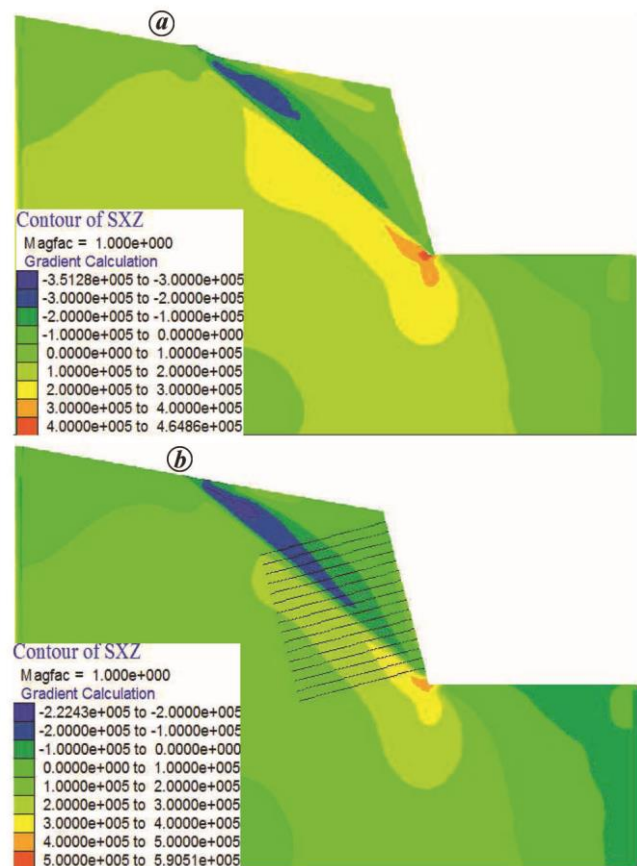 a
Contour of SXZ
Magfac = 1.000e+000
Gradient Calculation
-3.5128e+005 to -3.0000e+005
-3.0000e+005 to -2.0000e+005
-2.0000e+005 to -1.0000e+005
-1.0000e+005 to 0.0000e+000
0.0000e+000 to 1.0000e+005
1.0000e+005 to 2.0000e+005
2.0000e+005 to 3.0000e+005
3.0000e+005 to 4.0000e+005
4.0000e+005 to 4.6486e+005
b
Contour of SXZ
Magfac = 1.000e+000
Gradient Calculation
-2.2243e+005 to -2.0000e+005
-2.0000e+005 to -1.0000e+005
-1.0000e+005 to 0.0000e+000
0.0000e+000 to 1.0000e+005
1.0000e+005 to 2.0000e+005
2.0000e+005 to 3.0000e+005
3.0000e+005 to 4.0000e+005
4.0000e+005 to 5.0000e+005
5.0000e+005 to 5.9051e+005